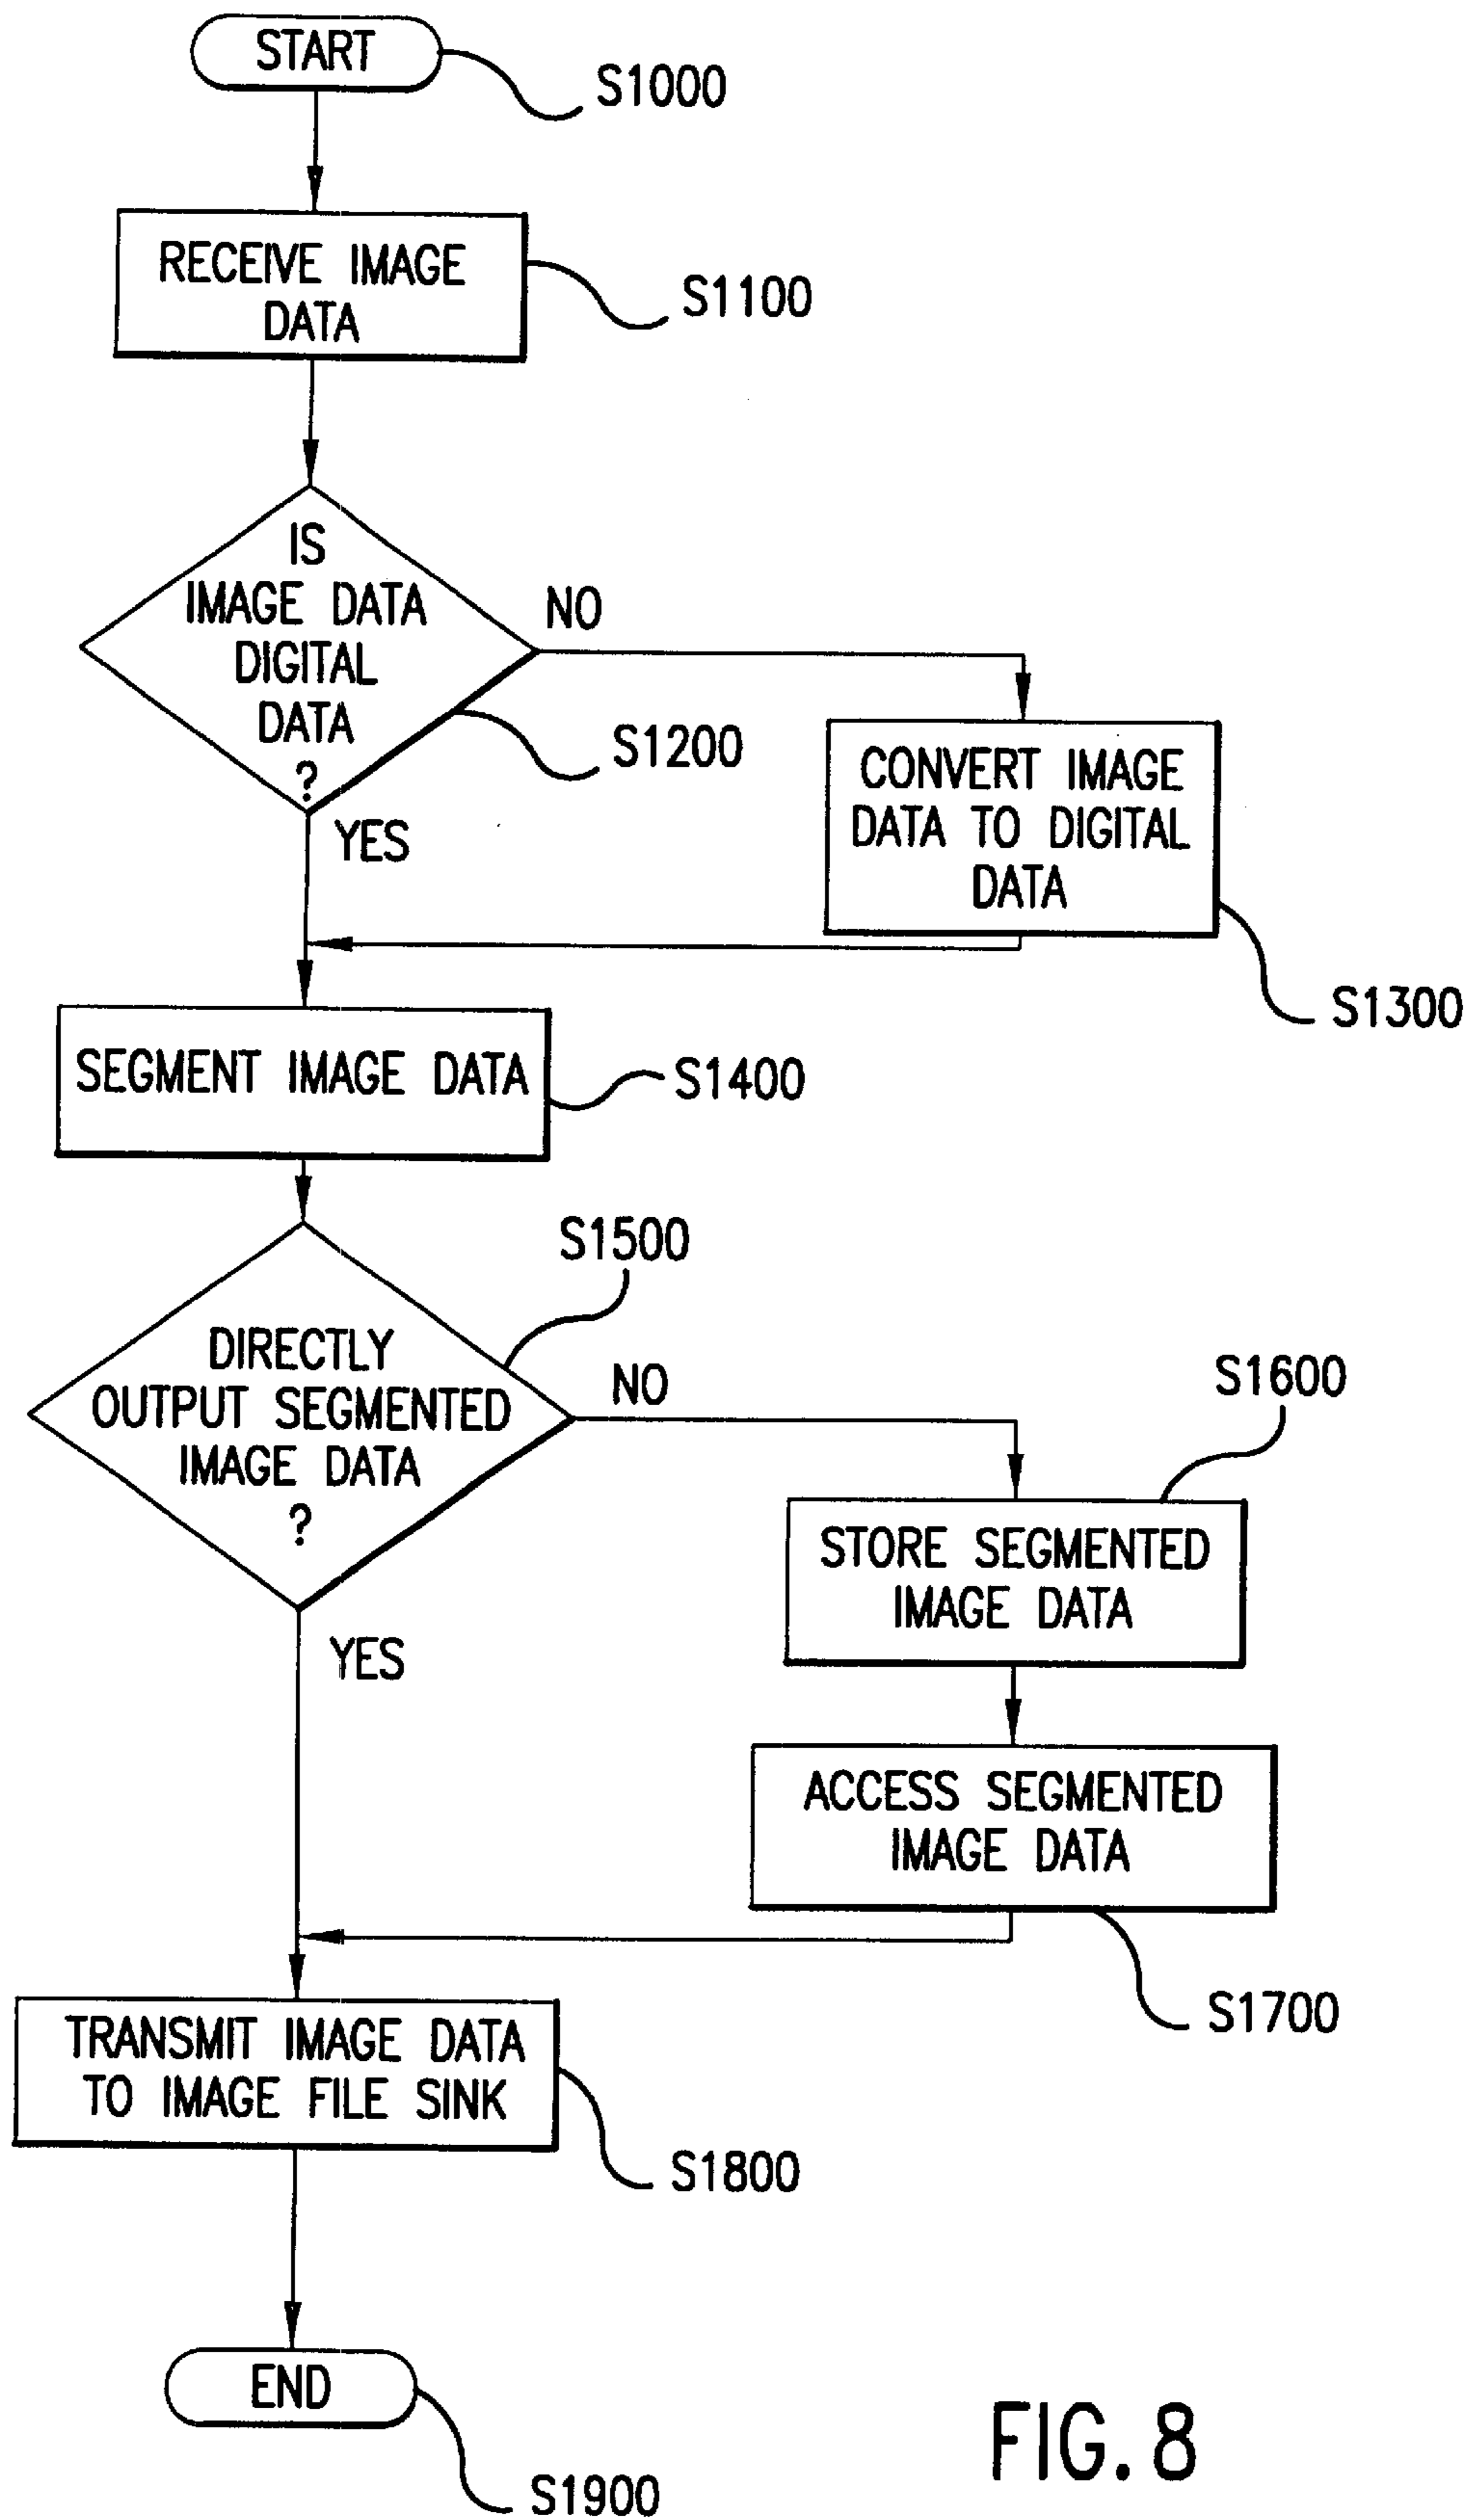 START
S1000
RECEIVE IMAGE
DATA
S1100
IS
IMAGE DATA
DIGITAL
DATA
?
NO
S1200
YES
CONVERT IMAGE
DATA TO DIGITAL
DATA
S1300
SEGMENT IMAGE DATA
S1400
S1500
DIRECTLY
OUTPUT SEGMENTED
IMAGE DATA
?
NO
YES
S1600
STORE SEGMENTED
IMAGE DATA
ACCESS SEGMENTED
IMAGE DATA
S1700
TRANSMIT IMAGE DATA
TO IMAGE FILE SINK
S1800
END
S1900
FIG. 8